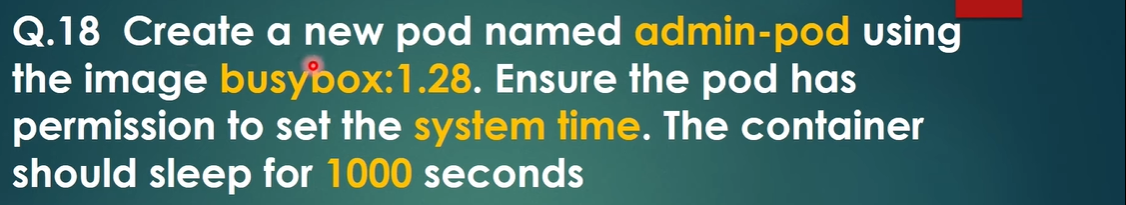 Q.18 Create a new pod named admin-pod using
the image busybox:1.28. Ensure the pod has
permission to set the system time. The container
should sleep for 1000 seconds